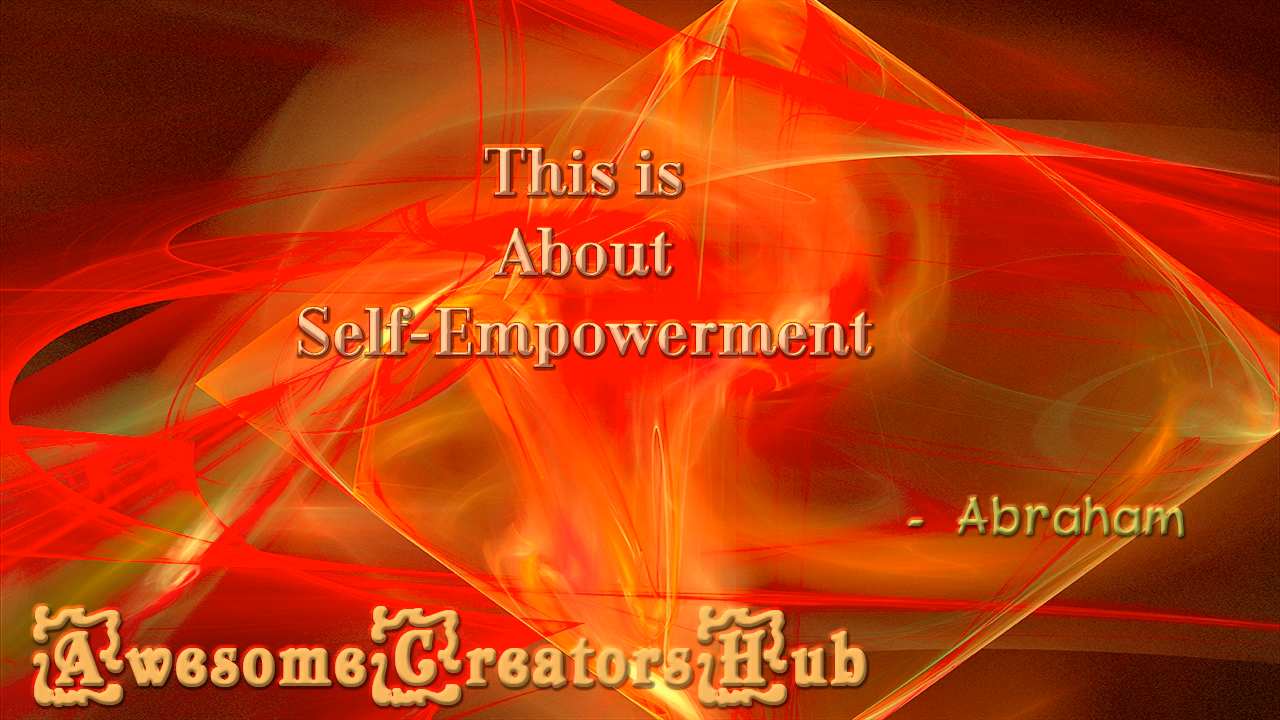 This is
About
Self-Empowerment
- Abraham
AwesomeCreatorsHub